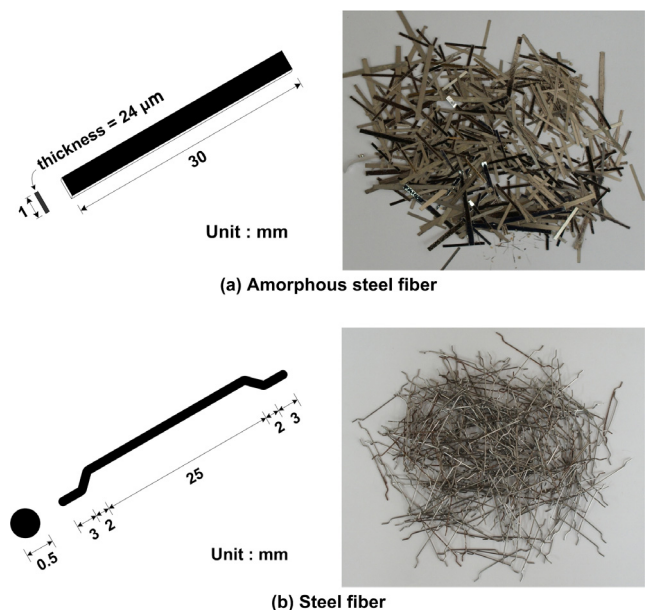 thickness = 24 μm
30
1
Unit : mm
(a) Amorphous steel fiber
2
3
25
3
2
0.5
Unit : mm
(b) Steel fiber